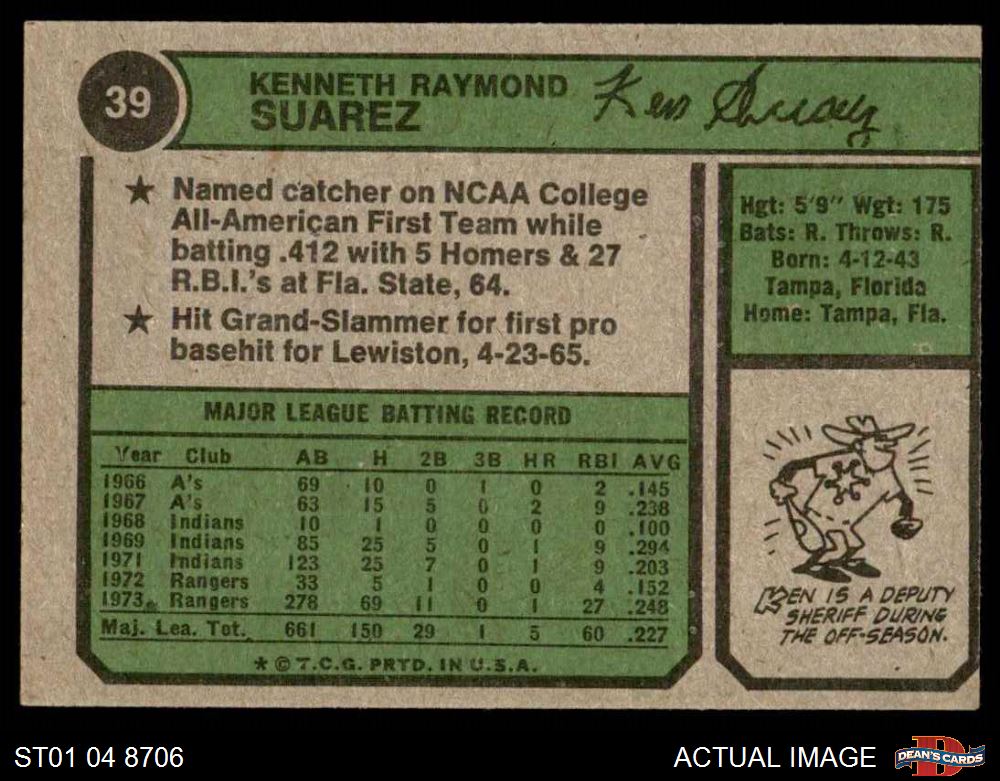 39
KENNETH RAYMOND
SUAREZ
Ken Suarez
★ Named catcher on NCAA College
All-American First Team while
batting .412 with 5 Homers & 27
R.B.I.'s at Fla. State, 64.
★ Hit Grand-Slammer for first pro
basehit for Lewiston, 4-23-65.
Hgt: 5'9" Wgt: 175
Bats: R. Throws: R.
Born: 4-12-43
Tampa, Florida
Home: Tampa, Fla.
MAJOR LEAGUE BATTING RECORD
Year Club AB H 2B 3B HR RBI AVG
1966 A's 69 10 0 1 0 2 .145
1967 A's 63 15 5 0 2 9 .238
1968 Indians 10 1 0 0 0 0 .100
1969 Indians 85 25 5 0 1 9 .294
1971 Indians 123 25 7 0 1 9 .203
1972 Rangers 33 5 1 0 0 4 .152
1973 Rangers 278 69 11 0 1 27 .248
Maj. Lea. Tot. 661 150 29 1 5 60 .227
★ © T.C.G. PRTD. IN U.S.A.
KEN IS A DEPUTY
SHERIFF DURING
THE OFF-SEASON.
ST01 04 8706
ACTUAL IMAGE
D
DEAN'S CARDS